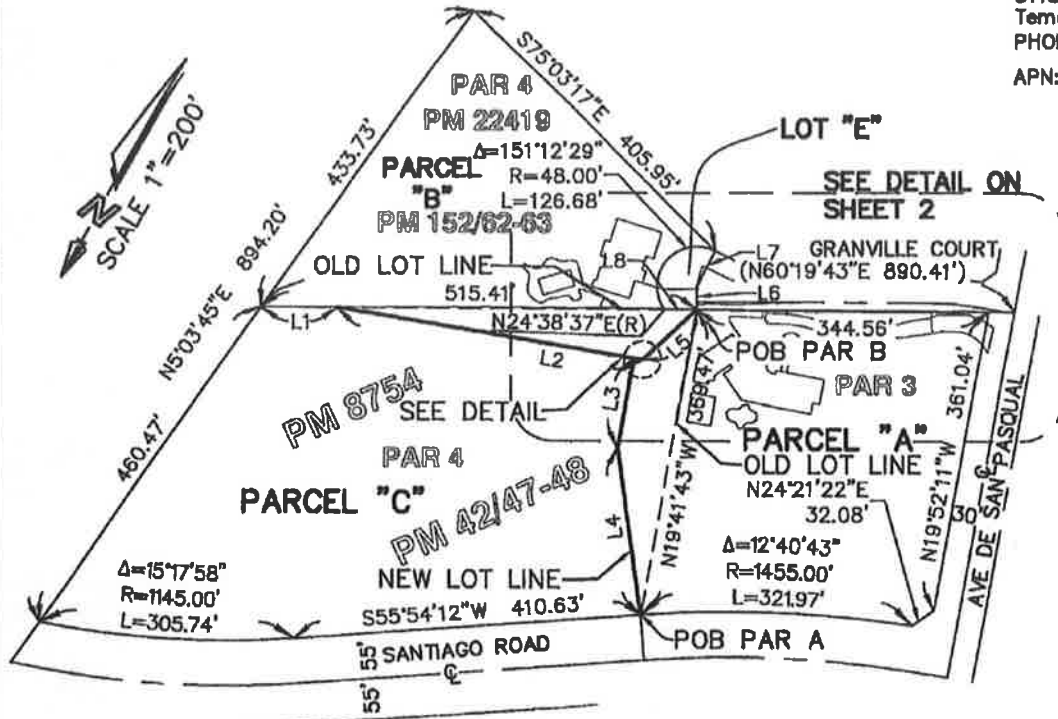 Tem
PHO
APN:
S75°03'17"E
405.95'
PAR 4
PM 22419
Δ=151°12'29"
R=48.00'
L=126.68'
PARCEL
"B"
PM 152/62-63
LOT "E"
SEE DETAIL ON
SHEET 2
N
SCALE 1"=200'
433.73'
894.20'
N5°03'45"E
460.47'
OLD LOT LINE
515.41'
L8
L7
GRANVILLE COURT
(N60°19'43"E 890.41')
L6
L1
N24°38'37"E(R)
L5
L2
344.56'
POB PAR B
PAR 3
L3
369.47'
361.04'
PM 8754
SEE DETAIL
PAR 4
PARCEL "A"
OLD LOT LINE
N24°21'22"E
32.08'
PARCEL "C"
PM 42/47-48
L4
N19°41'43"W
N19°52'11"W
30'
AVE DE SAN PASQUAL
℄
Δ=15°17'58"
R=1145.00'
L=305.74'
NEW LOT LINE
Δ=12°40'43"
R=1455.00'
L=321.97'
S55°54'12"W 410.63'
POB PAR A
55'
SANTIAGO ROAD
℄
55'